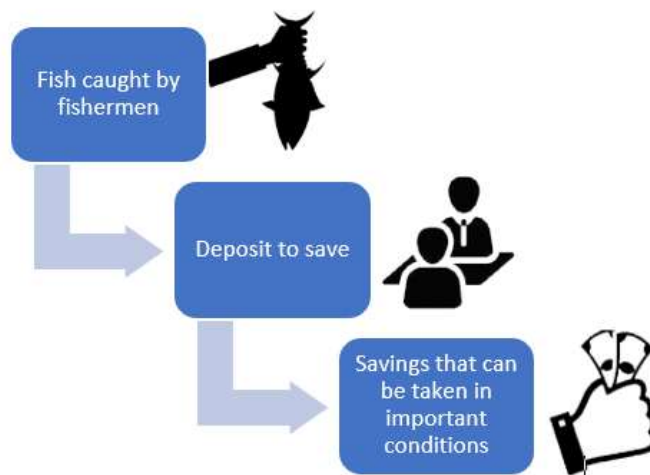 Fish caught by
fishermen
Deposit to save
Savings that can
be taken in
important
conditions